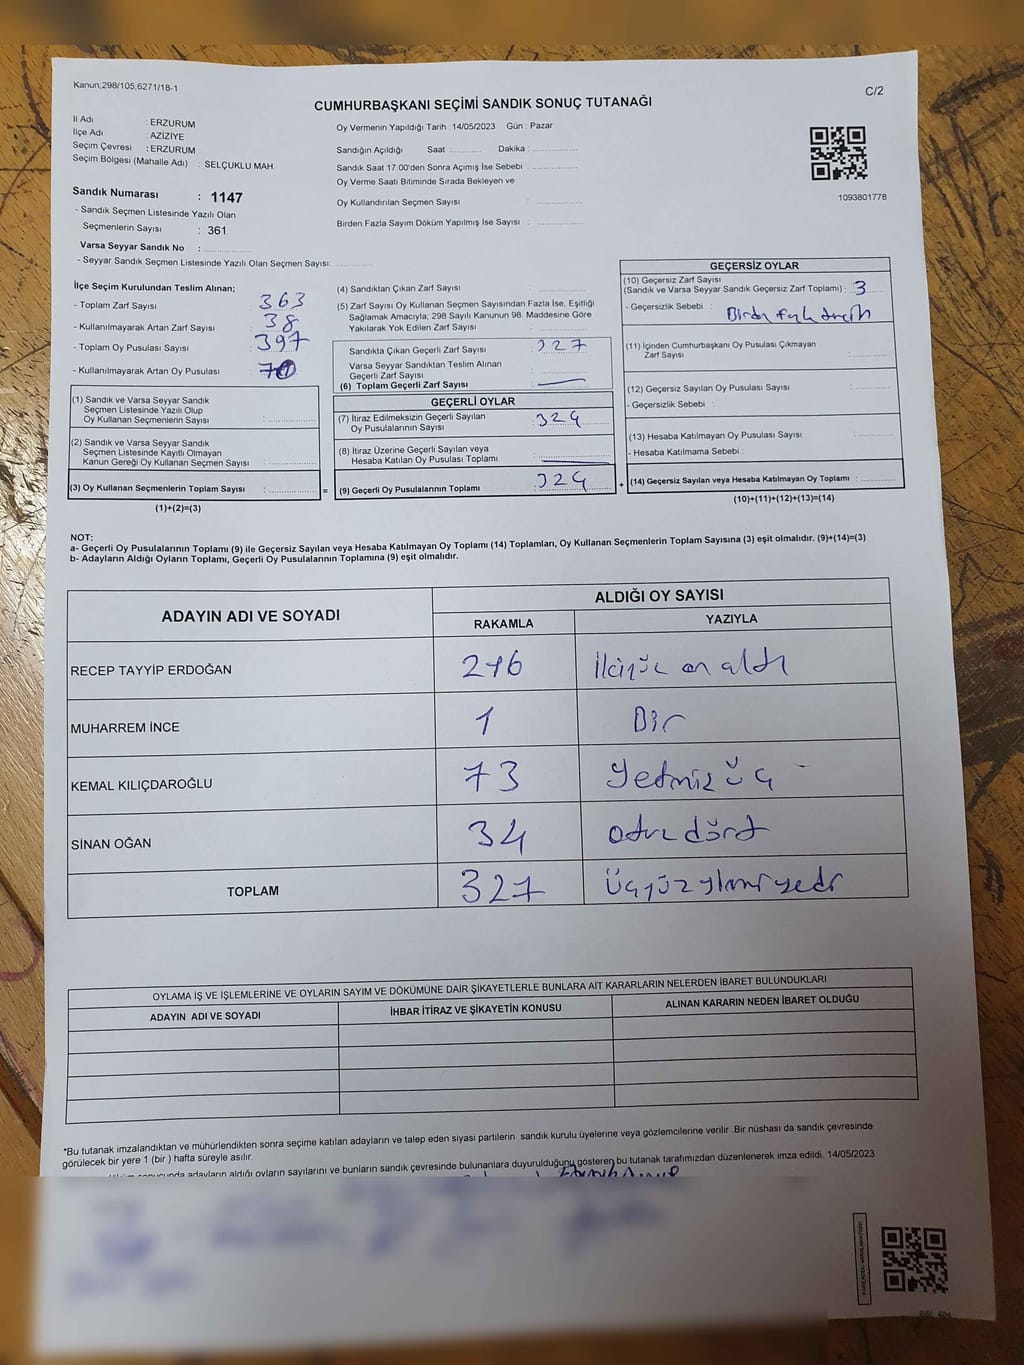 Kanun;298/105;6271/18-1
C/2
CUMHURBAŞKANI SEÇİMİ SANDIK SONUÇ TUTANAĞI
İl Adı : ERZURUM
İlçe Adı : AZİZİYE
Seçim Çevresi : ERZURUM
Seçim Bölgesi (Mahalle Adı) : SELÇUKLU MAH.
Sandık Numarası : 1147
- Sandık Seçmen Listesinde Yazılı Olan
Seçmenlerin Sayısı : 361
Varsa Seyyar Sandık No :
- Seyyar Sandık Seçmen Listesinde Yazılı Olan Seçmen Sayısı:
Oy Vermenin Yapıldığı Tarih : 14/05/2023 Gün : Pazar
Sandığın Açıldığı Saat : Dakika :
Sandık Saat 17:00'den Sonra Açımış İse Sebebi :
Oy Verme Saati Bitiminde Sırada Bekleyen ve
Oy Kullandırılan Seçmen Sayısı :
Birden Fazla Sayım Döküm Yapılmış İse Sayısı :
1093801778
İlçe Seçim Kurulundan Teslim Alınan;
- Toplam Zarf Sayısı : 363
- Kullanılmayarak Artan Zarf Sayısı : 38
- Toplam Oy Pusulası Sayısı : 397
- Kullanılmayarak Artan Oy Pusulası :
(1) Sandık ve Varsa Seyyar Sandık
Seçmen Listesinde Yazılı Olup
Oy Kullanan Seçmenlerin Sayısı :
(2) Sandık ve Varsa Seyyar Sandık
Seçmen Listesinde Kayıtlı Olmayan
Kanun Gereği Oy Kullanan Seçmen Sayısı :
(3) Oy Kullanan Seçmenlerin Toplam Sayısı :
(1)+(2)=(3)
=
(4) Sandıktan Çıkan Zarf Sayısı :
(5) Zarf Sayısı Oy Kullanan Seçmen Sayısından Fazla İse, Eşitliği
Sağlamak Amacıyla; 298 Sayılı Kanunun 98. Maddesine Göre
Yakılarak Yok Edilen Zarf Sayısı :
Sandıkta Çıkan Geçerli Zarf Sayısı : 327
Varsa Seyyar Sandıktan Teslim Alınan
Geçerli Zarf Sayısı :
(6) Toplam Geçerli Zarf Sayısı :
GEÇERLİ OYLAR
(7) İtiraz Edilmeksizin Geçerli Sayılan
Oy Pusulalarının Sayısı : 324
(8) İtiraz Üzerine Geçerli Sayılan veya
Hesaba Katılan Oy Pusulası Toplamı :
(9) Geçerli Oy Pusulalarının Toplamı : 324
+
GEÇERSİZ OYLAR
(10) Geçersiz Zarf Sayısı
(Sandık ve Varsa Seyyar Sandık Geçersiz Zarf Toplamı) : 3
- Geçersizlik Sebebi :
(11) İçinden Cumhurbaşkanı Oy Pusulası Çıkmayan
Zarf Sayısı :
(12) Geçersiz Sayılan Oy Pusulası Sayısı :
- Geçersizlik Sebebi :
(13) Hesaba Katılmayan Oy Pusulası Sayısı :
- Hesaba Katılmama Sebebi :
(14) Geçersiz Sayılan veya Hesaba Katılmayan Oy Toplamı :
(10)+(11)+(12)+(13)=(14)
NOT:
a- Geçerli Oy Pusulalarının Toplamı (9) ile Geçersiz Sayılan veya Hesaba Katılmayan Oy Toplamı (14) Toplamları, Oy Kullanan Seçmenlerin Toplam Sayısına (3) eşit olmalıdır. (9)+(14)=(3)
b- Adayların Aldığı Oyların Toplamı, Geçerli Oy Pusulalarının Toplamına (9) eşit olmalıdır.
ADAYIN ADI VE SOYADI
ALDIĞI OY SAYISI
RAKAMLA YAZIYLA
RECEP TAYYİP ERDOĞAN 216 İkiyüz on altı
MUHARREM İNCE 1 Bir
KEMAL KILIÇDAROĞLU 73 Yetmiz üç
SİNAN OĞAN 34 otuz dört
TOPLAM 327 üçyüz yirmi yedi
OYLAMA İŞ VE İŞLEMLERİNE VE OYLARIN SAYIM VE DÖKÜMÜNE DAİR ŞİKAYETLERLE BUNLARA AİT KARARLARIN NELERDEN İBARET BULUNDUKLARI
ADAYIN ADI VE SOYADI İHBAR İTİRAZ VE ŞİKAYETİN KONUSU ALINAN KARARIN NEDEN İBARET OLDUĞU
*Bu tutanak imzalandıktan ve mühürlendikten sonra seçime katılan adayların ve talep eden siyasi partilerin sandık kurulu üyelerine veya gözlemcilerine verilir. Bir nüshası da sandık çevresinde
görülecek bir yere 1 (bir) hafta süreyle asılır.
sonucunda adayların aldığı oyların sayılarını ve bunların sandık çevresinde bulunanlara duyurulduğunu gösteren bu tutanak tarafımızdan düzenlenerek imza edildi. 14/05/2023